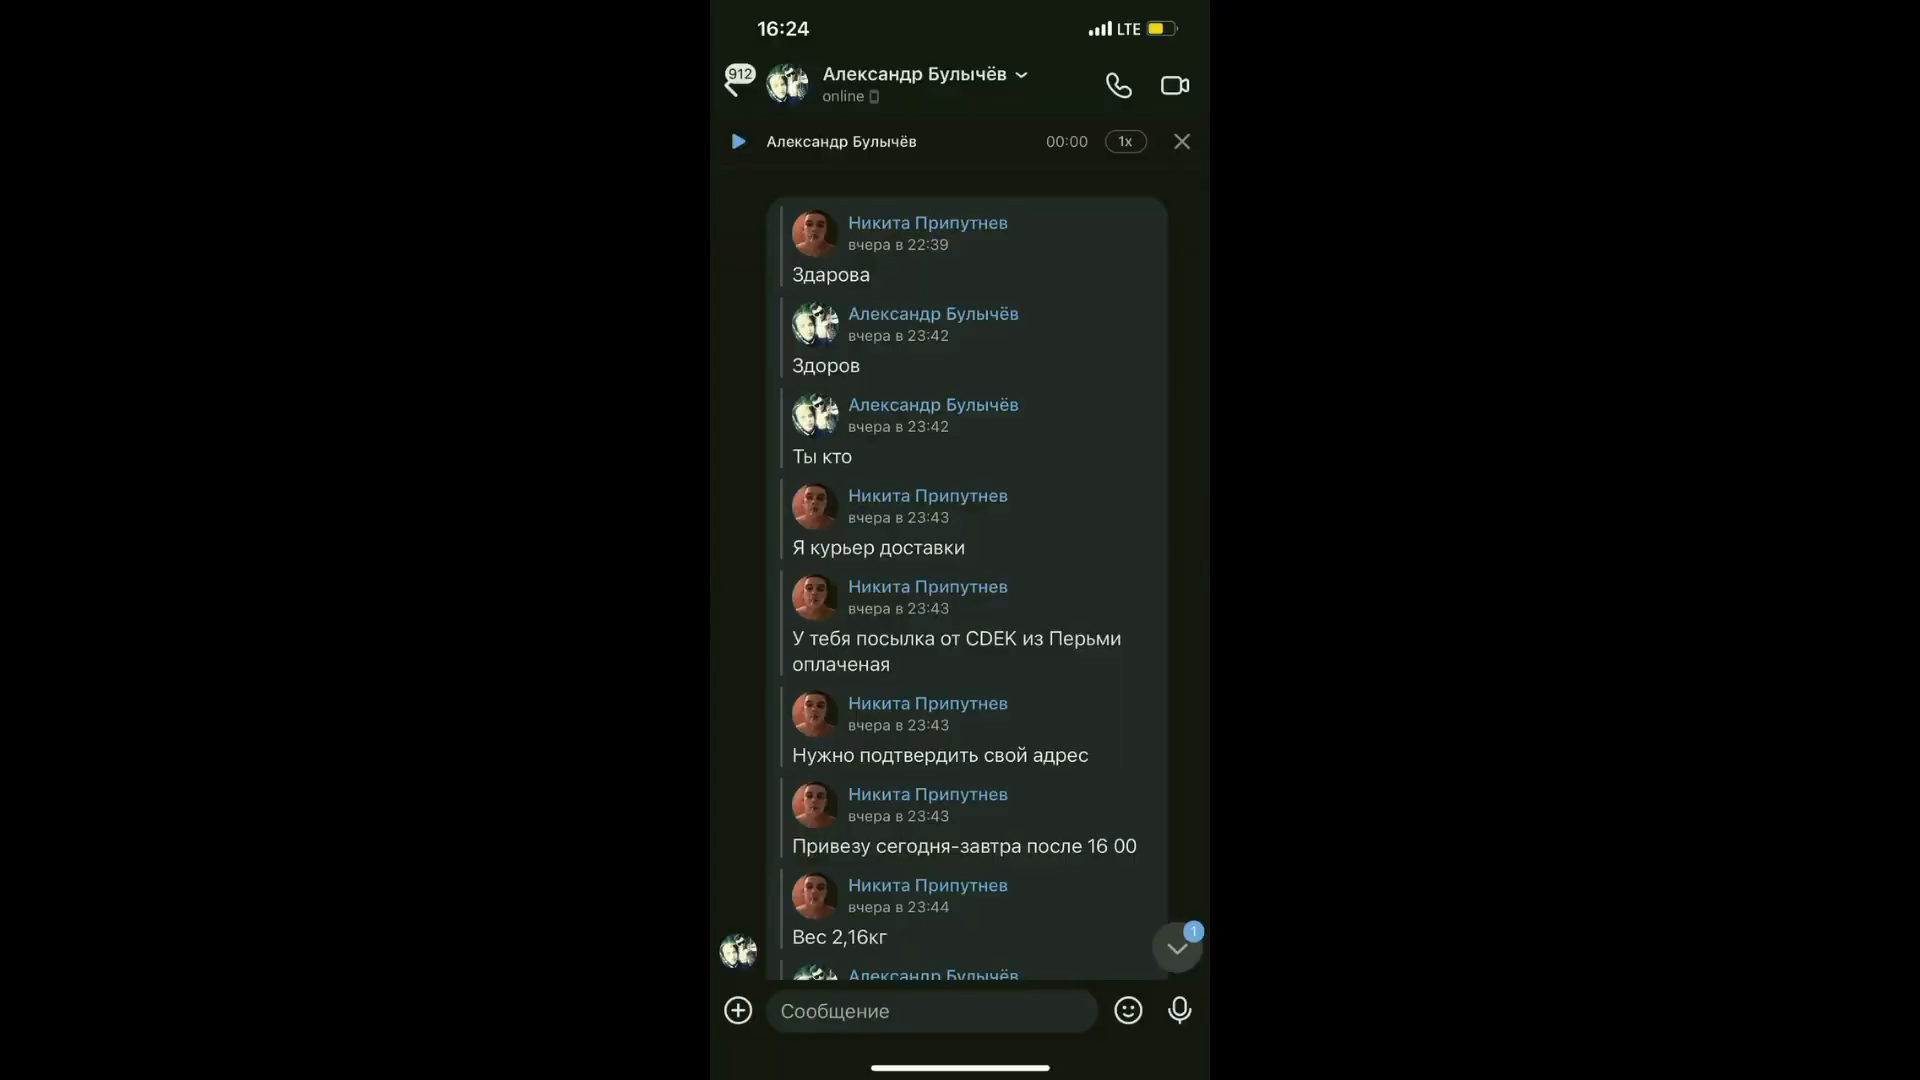 16:24
LTE
912
Александр Булычёв
online
Александр Булычёв
00:00
1x
Никита Припутнев
вчера в 22:39
Здарова
Александр Булычёв
вчера в 23:42
Здоров
Александр Булычёв
вчера в 23:42
Ты кто
Никита Припутнев
вчера в 23:43
Я курьер доставки
Никита Припутнев
вчера в 23:43
У тебя посылка от CDEK из Перьми
оплаченая
Никита Припутнев
вчера в 23:43
Нужно подтвердить свой адрес
Никита Припутнев
вчера в 23:43
Привезу сегодня-завтра после 16 00
Никита Припутнев
вчера в 23:44
Вес 2,16кг
1
Александр Булычёв
Сообщение